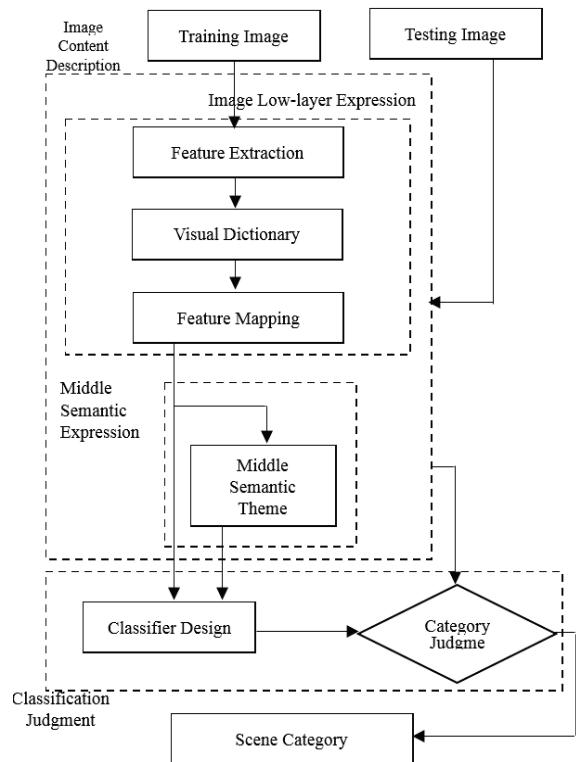 Image
Content
Description
Training Image
Testing Image
Image Low-layer Expression
Feature Extraction
Visual Dictionary
Feature Mapping
Middle
Semantic
Expression
Middle
Semantic
Theme
Classifier Design
Category
Judgme
Classification
Judgment
Scene Category